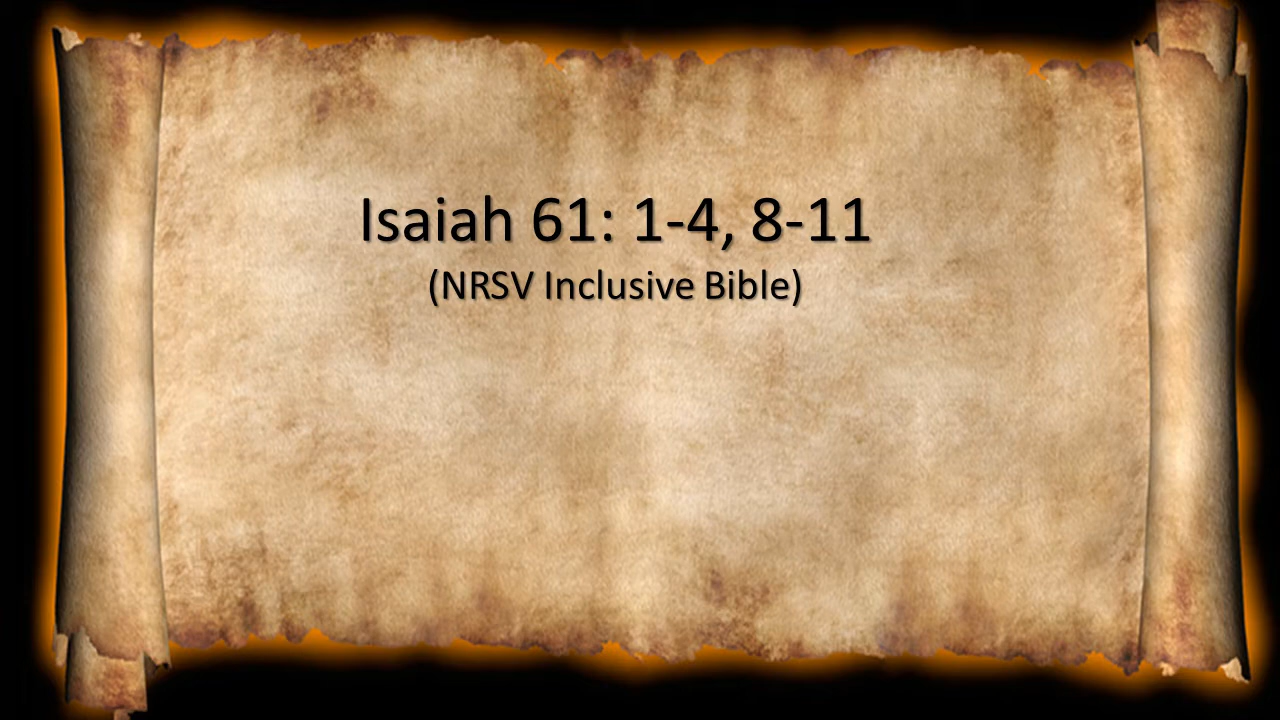 Isaiah 61: 1-4, 8-11
(NRSV Inclusive Bible)